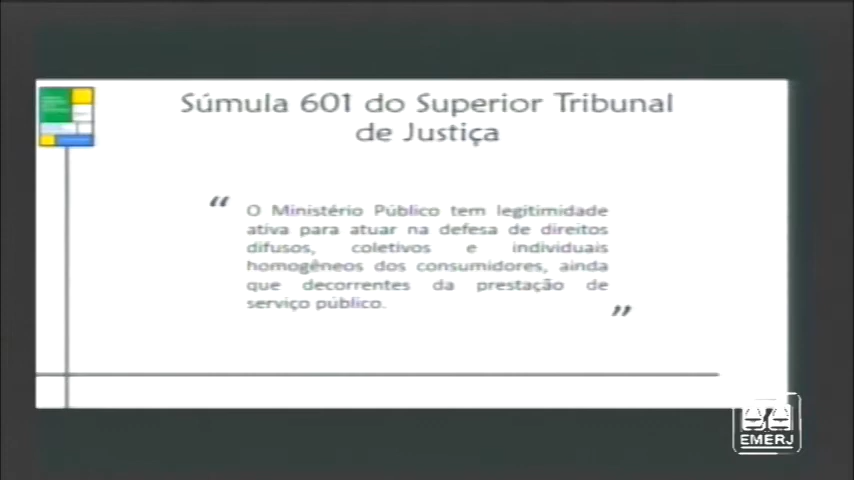 Súmula 601 do Superior Tribunal
de Justiça
“ O Ministério Público tem legitimidade
ativa para atuar na defesa de direitos
difusos, coletivos e individuais
homogêneos dos consumidores, ainda
que decorrentes da prestação de
serviço público. ”
EMERJ